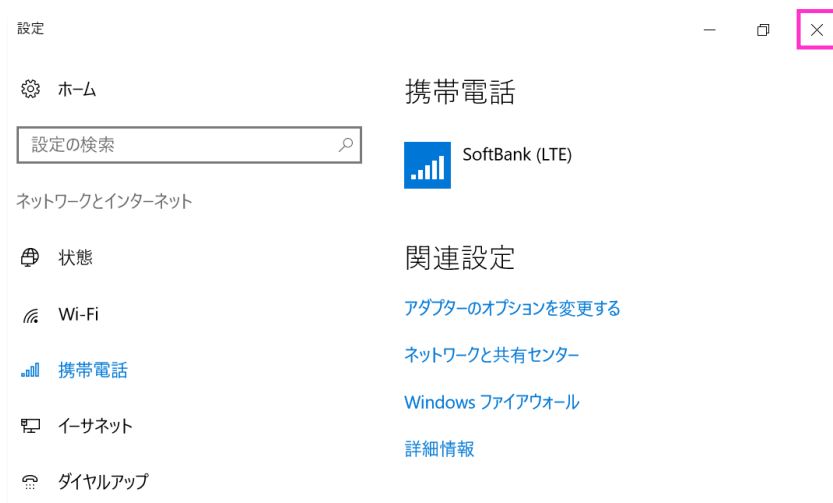 設定
ホーム
設定の検索
ネットワークとインターネット
状態
Wi-Fi
携帯電話
イーサネット
ダイヤルアップ
携帯電話
SoftBank (LTE)
関連設定
アダプターのオプションを変更する
ネットワークと共有センター
Windows ファイアウォール
詳細情報